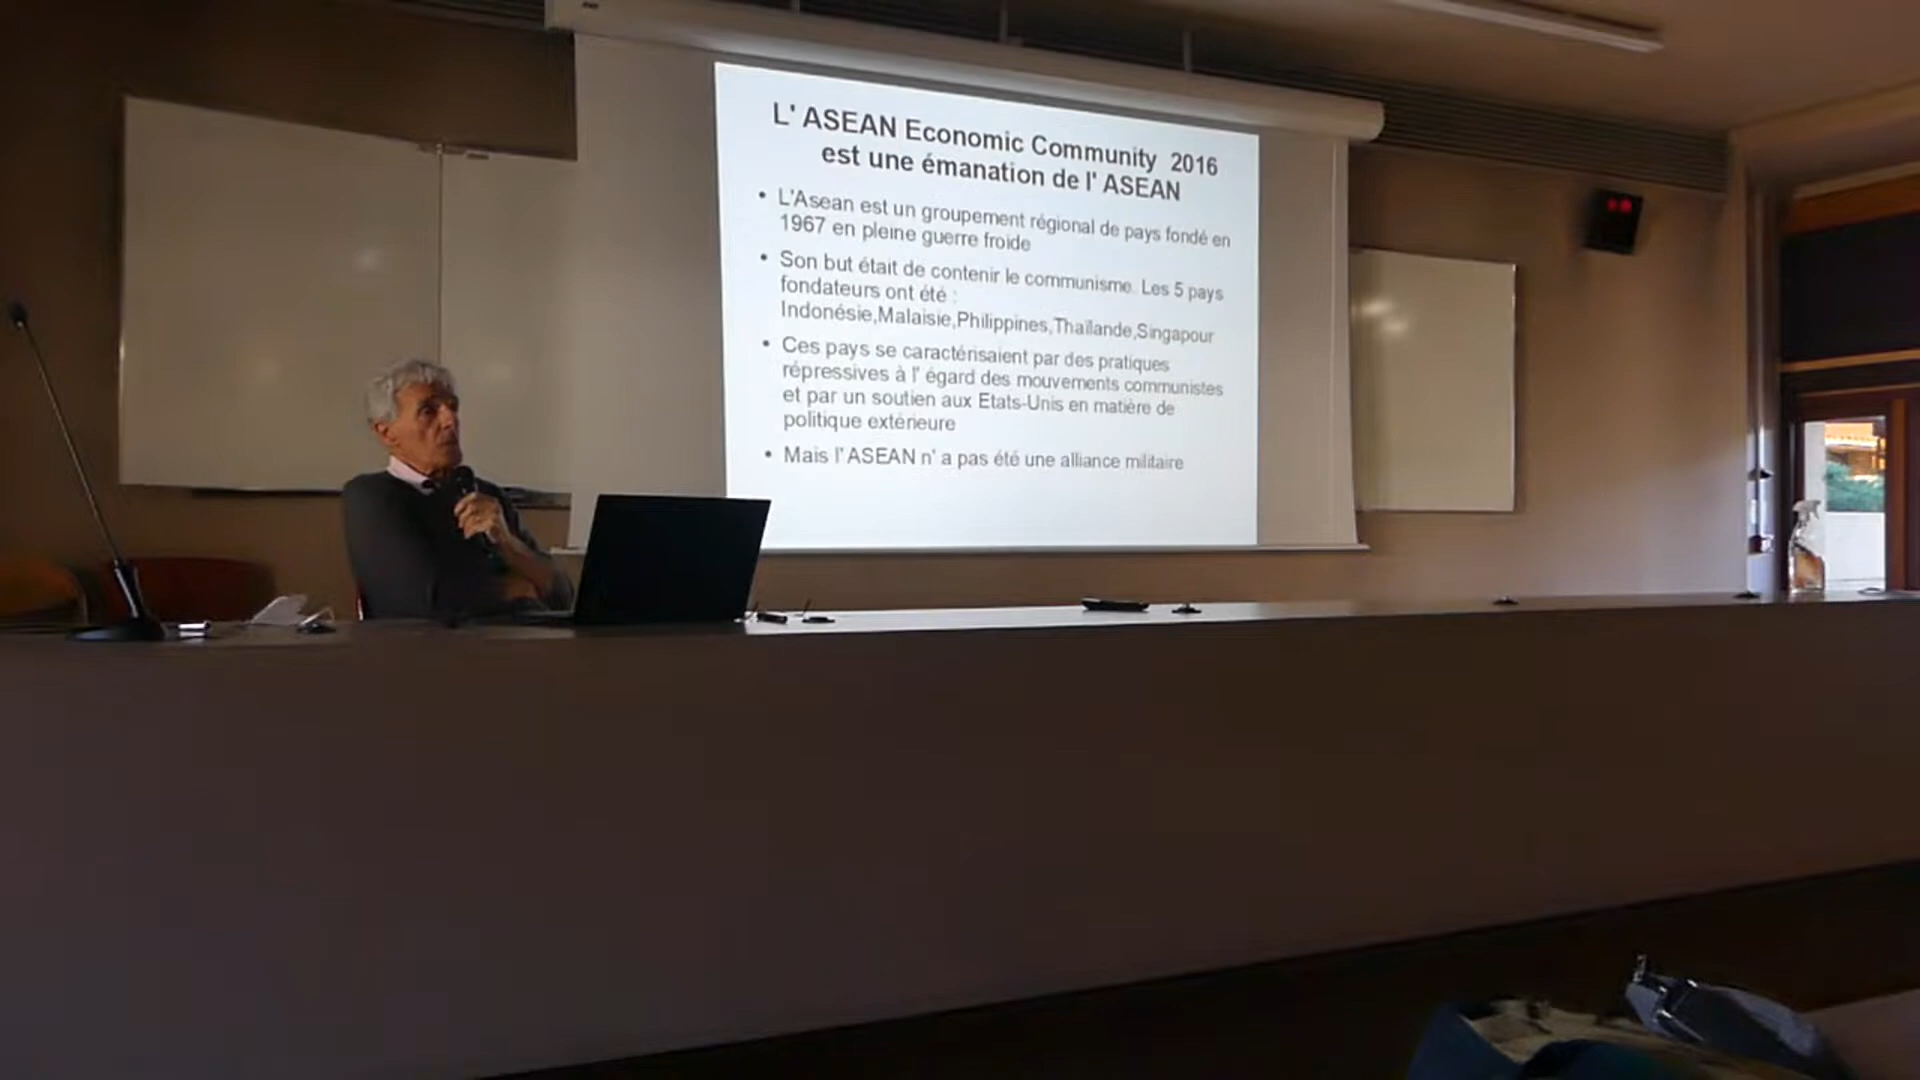 L' ASEAN Economic Community 2016
est une émanation de l' ASEAN
• L'Asean est un groupement régional de pays fondé en
1967 en pleine guerre froide
• Son but était de contenir le communisme. Les 5 pays
fondateurs ont été :
Indonésie,Malaisie,Philippines,Thaïlande,Singapour
• Ces pays se caractérisaient par des pratiques
répressives à l' égard des mouvements communistes
et par un soutien aux Etats-Unis en matière de
politique extérieure
• Mais l' ASEAN n' a pas été une alliance militaire